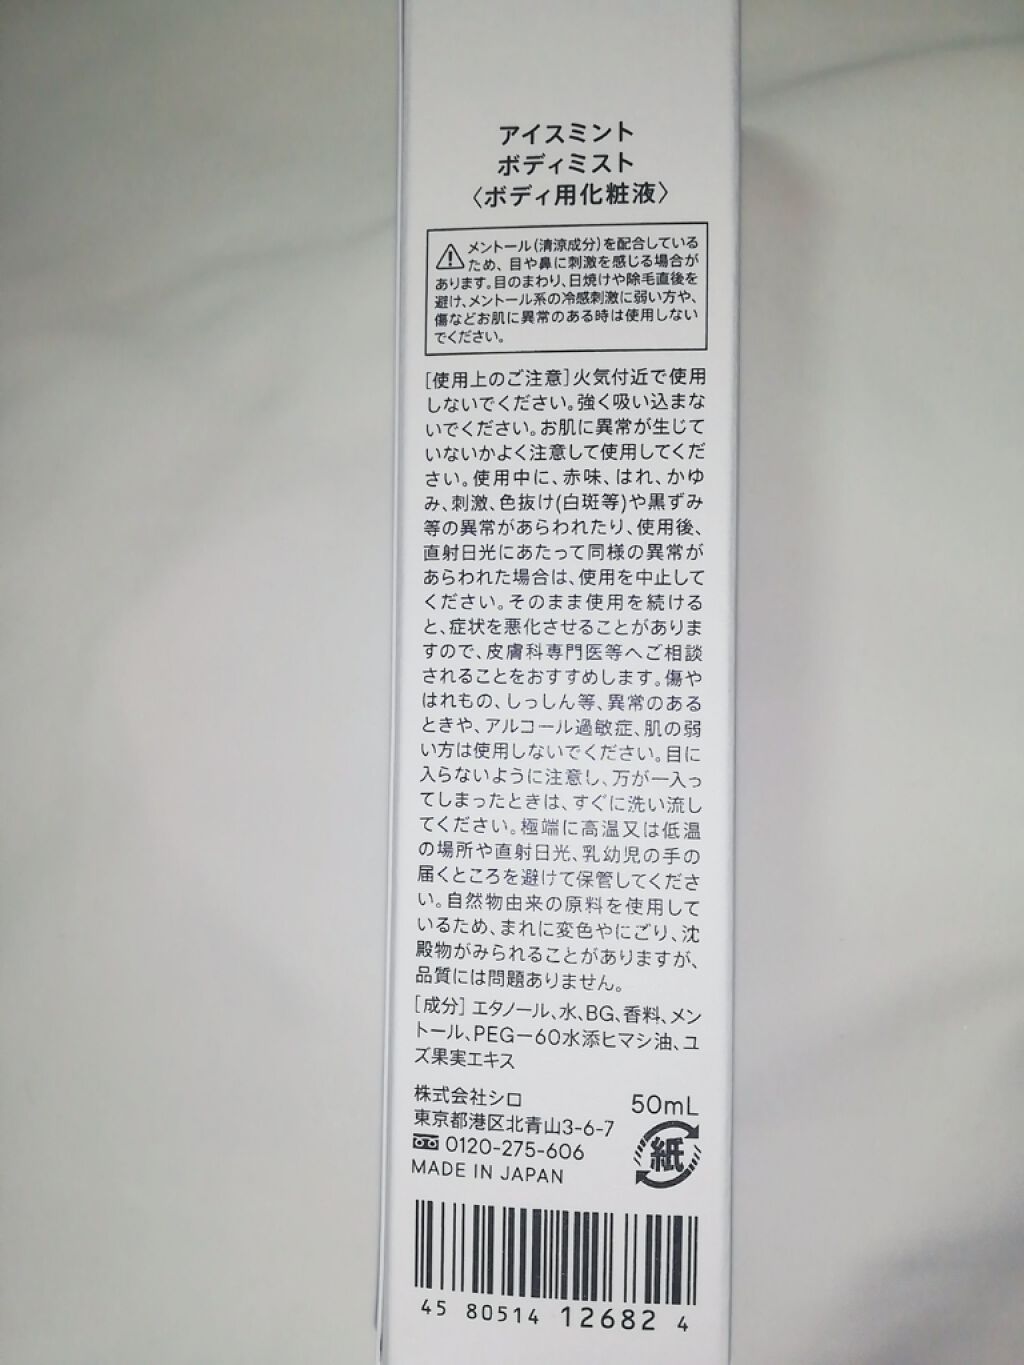 アイスミント
ボディミスト
〈ボディ用化粧液〉
メントール(清涼成分)を配合している
ため、目や鼻に刺激を感じる場合が
あります。目のまわり、日焼けや除毛直後を
避け、メントール系の冷感刺激に弱い方や、
傷などお肌に異常のある時は使用しない
でください。
[使用上のご注意]火気付近で使用
しないでください。強く吸い込まな
いでください。お肌に異常が生じて
いないかよく注意して使用してくだ
さい。使用中に、赤味、はれ、かゆ
み、刺激、色抜け(白斑等)や黒ずみ
等の異常があらわれたり、使用後、
直射日光にあたって同様の異常が
あらわれた場合は、使用を中止して
ください。そのまま使用を続ける
と、症状を悪化させることがありま
すので、皮膚科専門医等へご相談
されることをおすすめします。傷や
はれもの、しっしん等、異常のある
ときや、アルコール過敏症、肌の弱
い方は使用しないでください。目に
入らないように注意し、万が一入っ
てしまったときは、すぐに洗い流し
てください。極端に高温又は低温
の場所や直射日光、乳幼児の手の
届くところを避けて保管してくださ
い。自然物由来の原料を使用して
いるため、まれに変色やにごり、沈
殿物がみられることがありますが、
品質には問題ありません。
[成分]エタノール、水、BG、香料、メン
トール、PEG－60水添ヒマシ油、ユ
ズ果実エキス
株式会社シロ
東京都港区北青山3-6-7
0120-275-606
MADE IN JAPAN
50mL
紙
45 80514 12682 4